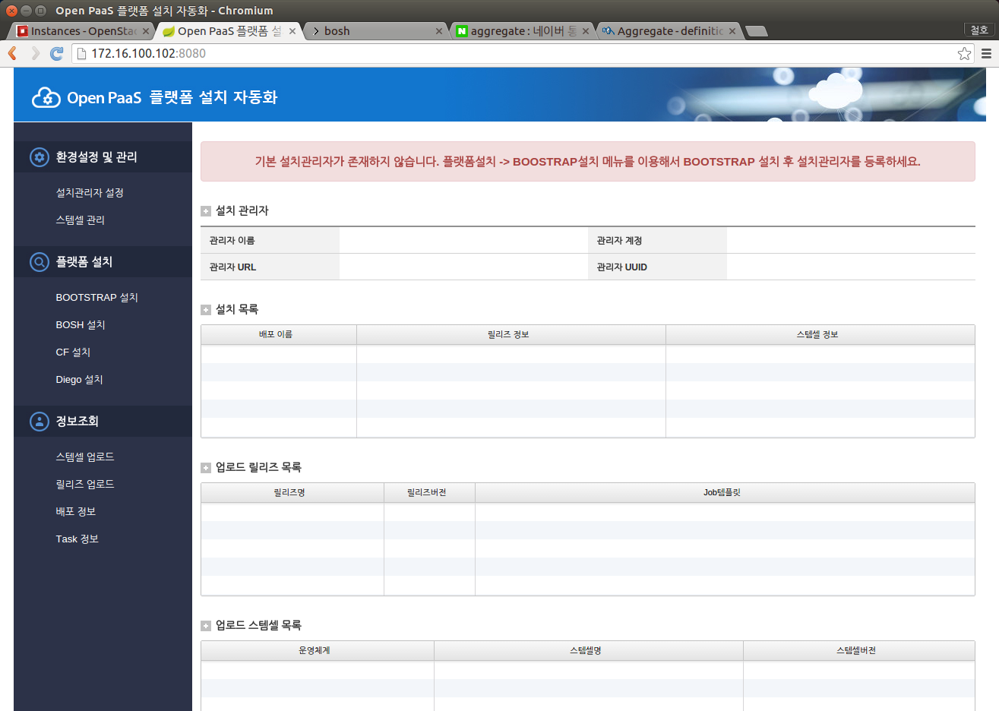 Open PaaS 플랫폼 설치 자동화 - Chromium
Instances - OpenStac
Open PaaS 플랫폼 설
bosh
aggregate : 네이버 통
Aggregate - definitio
철호
172.16.100.102:8080
Open PaaS 플랫폼 설치 자동화
환경설정 및 관리
설치관리자 설정
스템셀 관리
플랫폼 설치
BOOTSTRAP 설치
BOSH 설치
CF 설치
Diego 설치
정보조회
스템셀 업로드
릴리즈 업로드
배포 정보
Task 정보
기본 설치관리자가 존재하지 않습니다. 플랫폼설치 -> BOOSTRAP설치 메뉴를 이용해서 BOOTSTRAP 설치 후 설치관리자를 등록하세요.
설치 관리자
관리자 이름 관리자 계정
관리자 URL 관리자 UUID
설치 목록
배포 이름 릴리즈 정보 스템셀 정보
업로드 릴리즈 목록
릴리즈명 릴리즈버전 Job템플릿
업로드 스템셀 목록
운영체계 스템셀명 스템셀버전